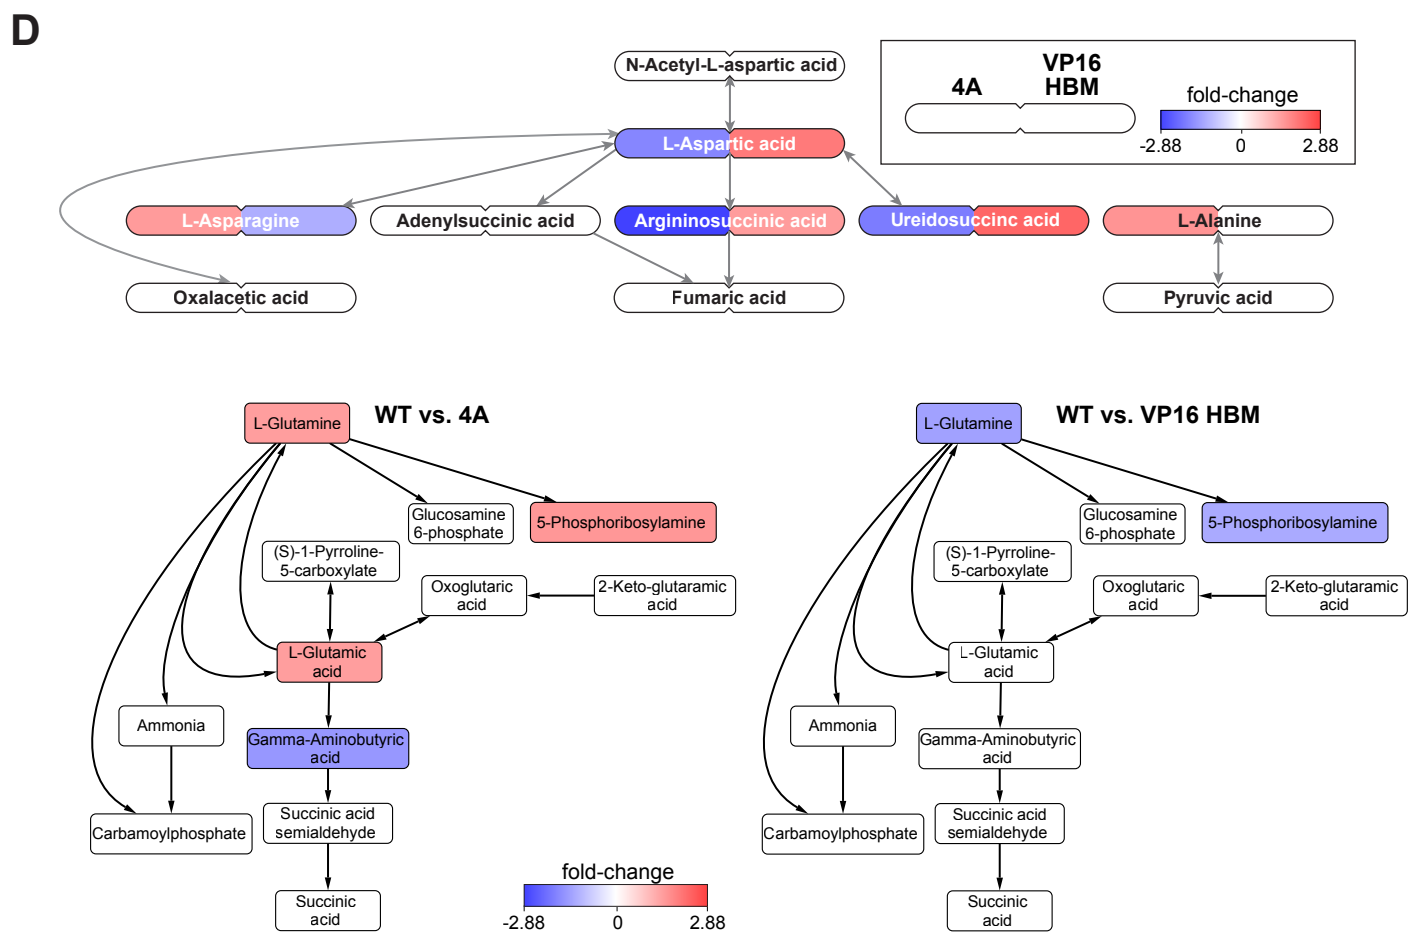 D
N-Acetyl-L-aspartic acid
4A
VP16
HBM
fold-change
-2.88 0 2.88
L-Aspartic acid
L-Asparagine
Adenylsuccinic acid
Argininosuccinic acid
Ureidosuccinc acid
L-Alanine
Oxalacetic acid
Fumaric acid
Pyruvic acid
WT vs. 4A
L-Glutamine
Glucosamine
6-phosphate
5-Phosphoribosylamine
(S)-1-Pyrroline-
5-carboxylate
Oxoglutaric
acid
2-Keto-glutaramic
acid
L-Glutamic
acid
Ammonia
Gamma-Aminobutyric
acid
Carbamoylphosphate
Succinic acid
semialdehyde
Succinic
acid
fold-change
-2.88 0 2.88
WT vs. VP16 HBM
L-Glutamine
Glucosamine
6-phosphate
5-Phosphoribosylamine
(S)-1-Pyrroline-
5-carboxylate
Oxoglutaric
acid
2-Keto-glutaramic
acid
L-Glutamic
acid
Ammonia
Gamma-Aminobutyric
acid
Carbamoylphosphate
Succinic acid
semialdehyde
Succinic
acid